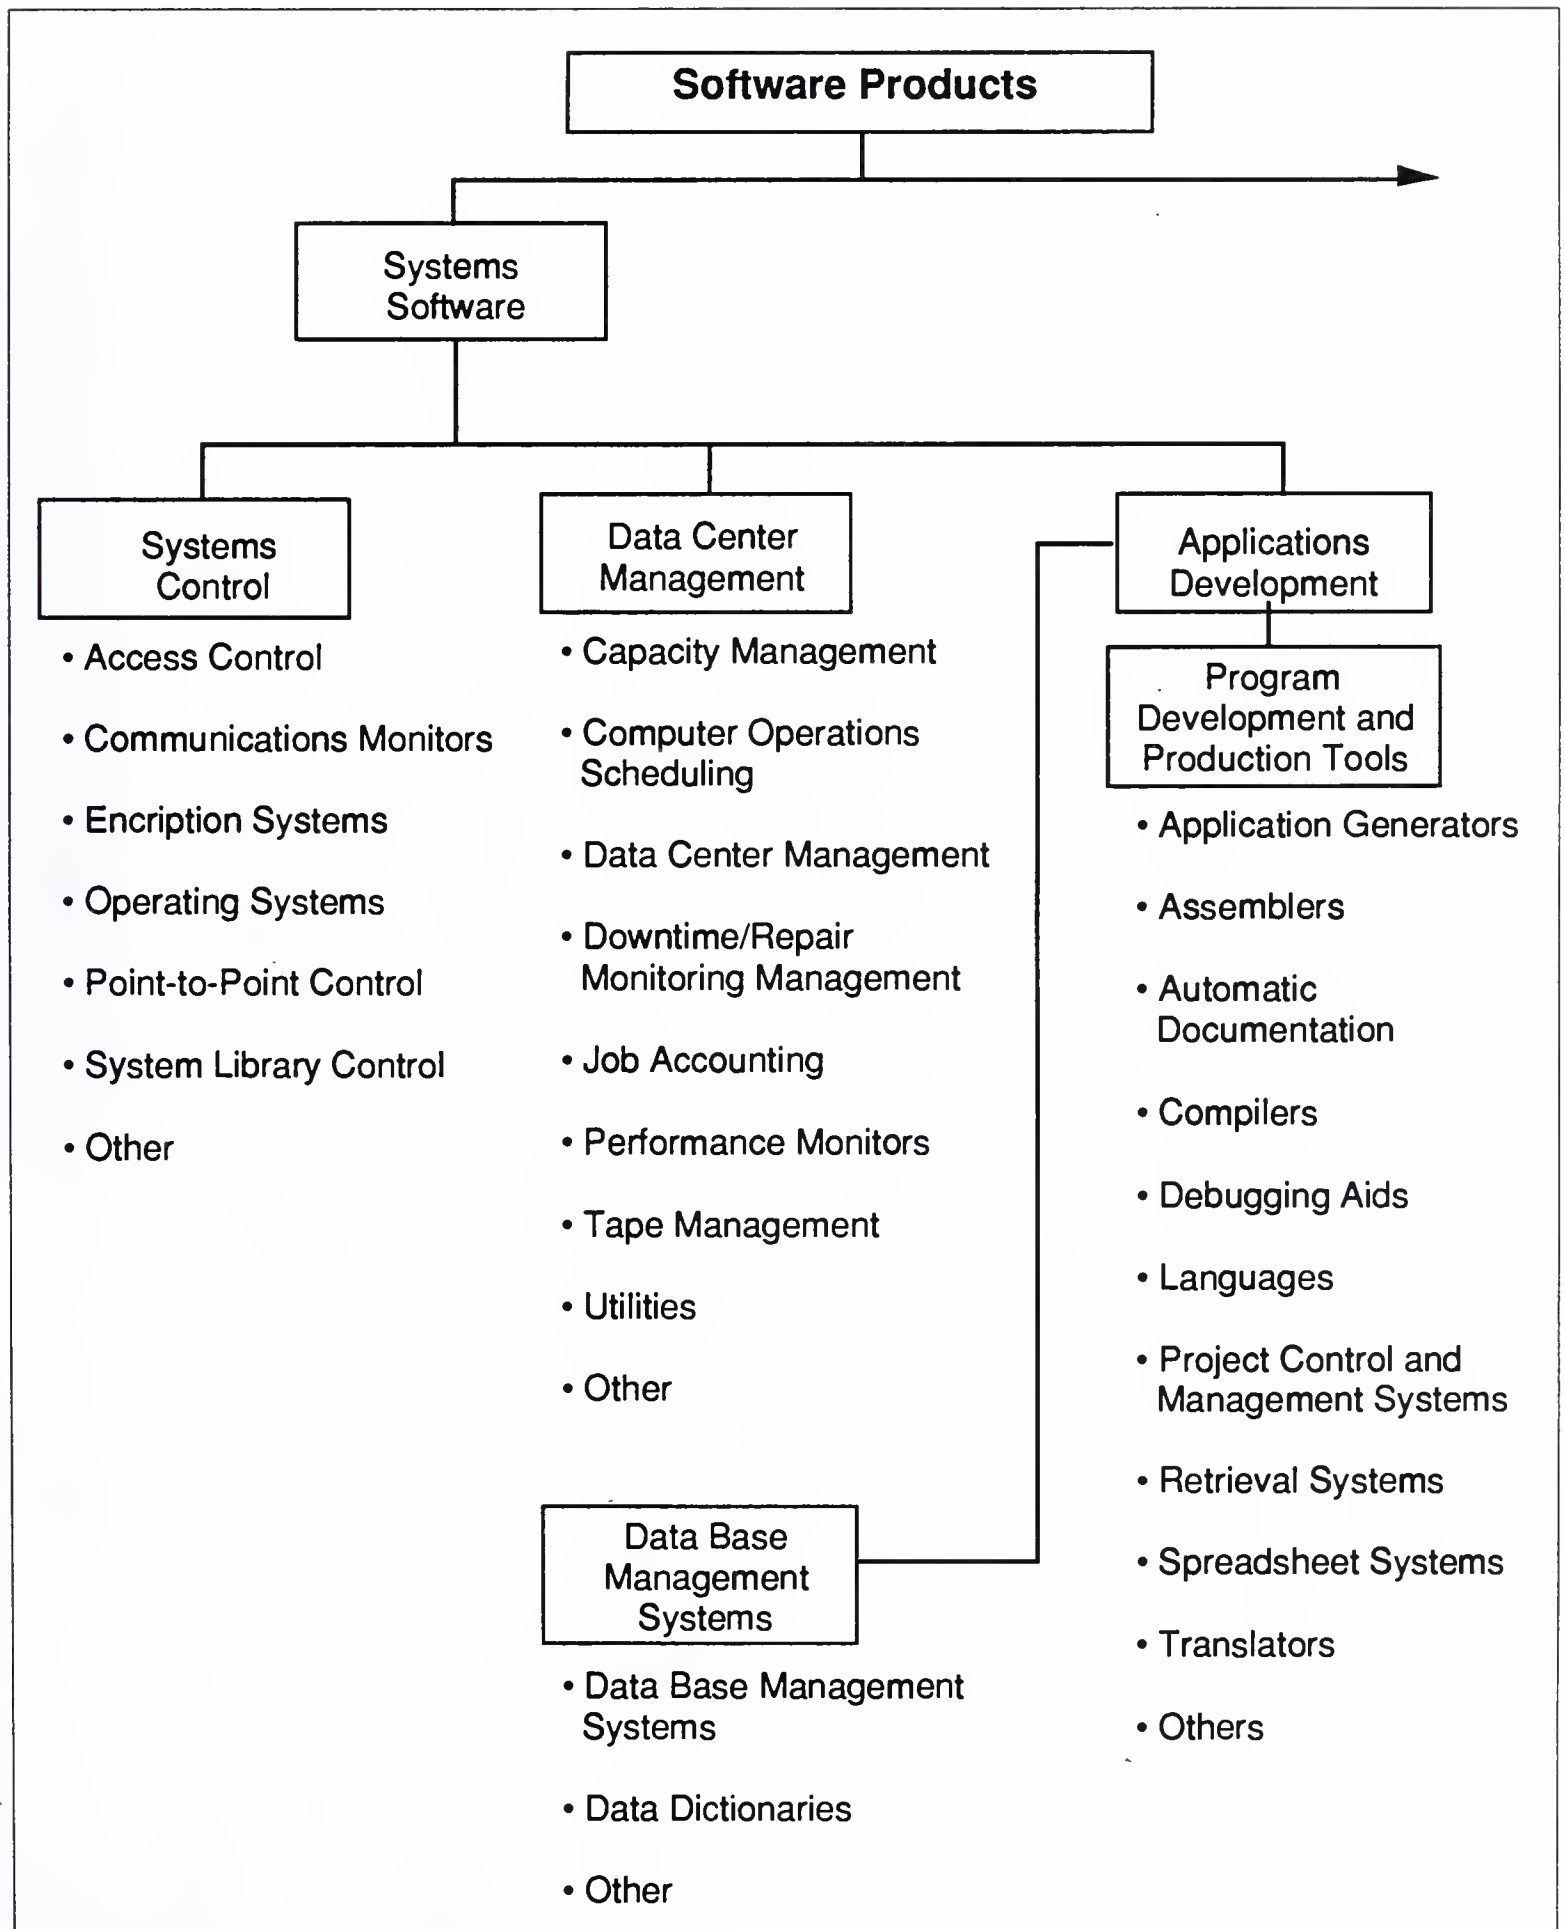 Software Products
Systems
Software
Systems
Control
• Access Control
• Communications Monitors
• Encription Systems
• Operating Systems
• Point-to-Point Control
• System Library Control
• Other
Data Center
Management
• Capacity Management
• Computer Operations
Scheduling
• Data Center Management
• Downtime/Repair
Monitoring Management
• Job Accounting
• Performance Monitors
• Tape Management
• Utilities
• Other
Applications
Development
Program
Development and
Production Tools
• Application Generators
• Assemblers
• Automatic
Documentation
• Compilers
• Debugging Aids
• Languages
• Project Control and
Management Systems
• Retrieval Systems
• Spreadsheet Systems
• Translators
• Others
Data Base
Management
Systems
• Data Base Management
Systems
• Data Dictionaries
• Other